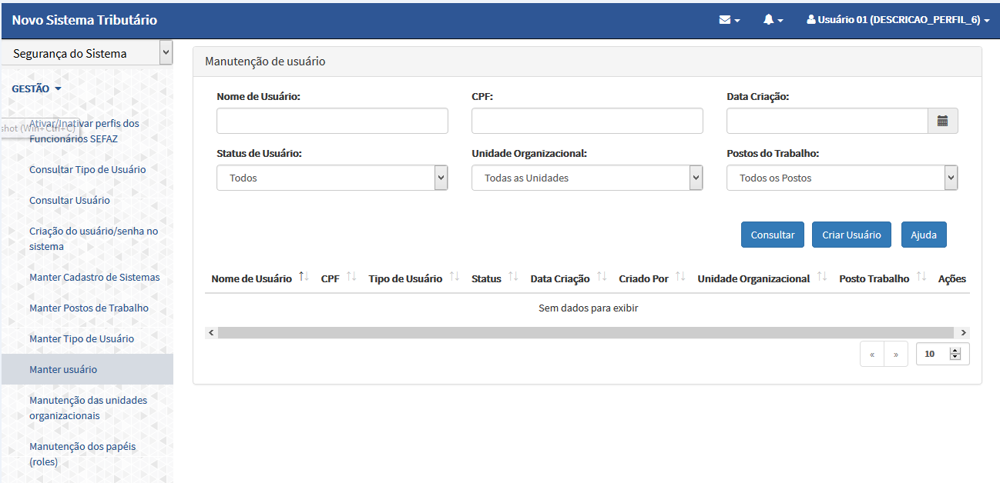 Novo Sistema Tributário
Usuário 01 (DESCRICAO_PERFIL_6)
Segurança do Sistema
GESTÃO
Ativar/Inativar perfis dos
Funcionários SEFAZ
shot (Win+Ctrl+C)
Consultar Tipo de Usuário
Consultar Usuário
Criação do usuário/senha no
sistema
Manter Cadastro de Sistemas
Manter Postos de Trabalho
Manter Tipo de Usuário
Manter usuário
Manutenção das unidades
organizacionais
Manutenção dos papéis
(roles)
Manutenção de usuário
Nome de Usuário: CPF: Data Criação:
Status de Usuário: Unidade Organizacional: Postos do Trabalho:
Todos Todas as Unidades Todos os Postos
Consultar Criar Usuário Ajuda
Nome de Usuário CPF Tipo de Usuário Status Data Criação Criado Por Unidade Organizacional Posto Trabalho Ações
Sem dados para exibir
« » 10